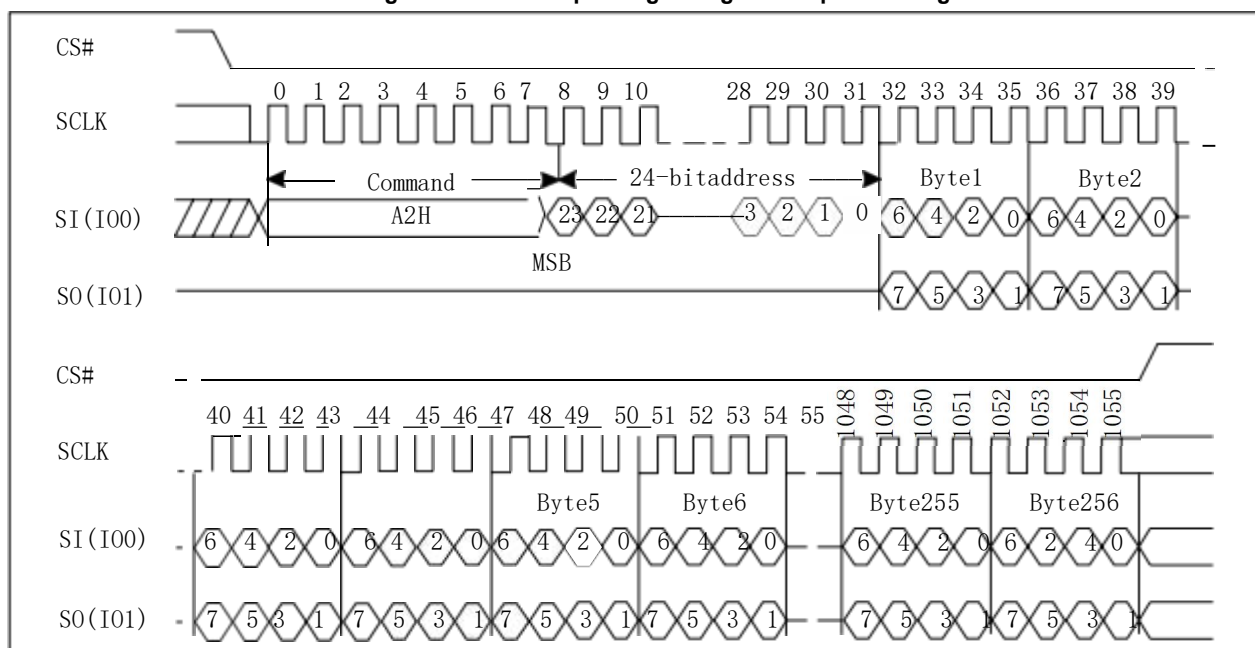 CS#
0 1 2 3 4 5 6 7 8 9 10 28 29 30 31 32 33 34 35 36 37 38 39
SCLK
Command 24-bitaddress Byte1 Byte2
SI(IO0) A2H 23 22 21 3 2 1 0 6 4 2 0 6 4 2 0
MSB
SO(IO1) 7 5 3 1 7 5 3 1
CS#
40 41 42 43 44 45 46 47 48 49 50 51 52 53 54 55 1048 1049 1050 1051 1052 1053 1054 1055
SCLK
Byte5 Byte6 Byte255 Byte256
SI(IO0) 6 4 2 0 6 4 2 0 6 4 2 0 6 4 2 0 6 4 2 0 6 2 4 0
SO(IO1) 7 5 3 1 7 5 3 1 7 5 3 1 7 5 3 1 7 5 3 1 7 5 3 1